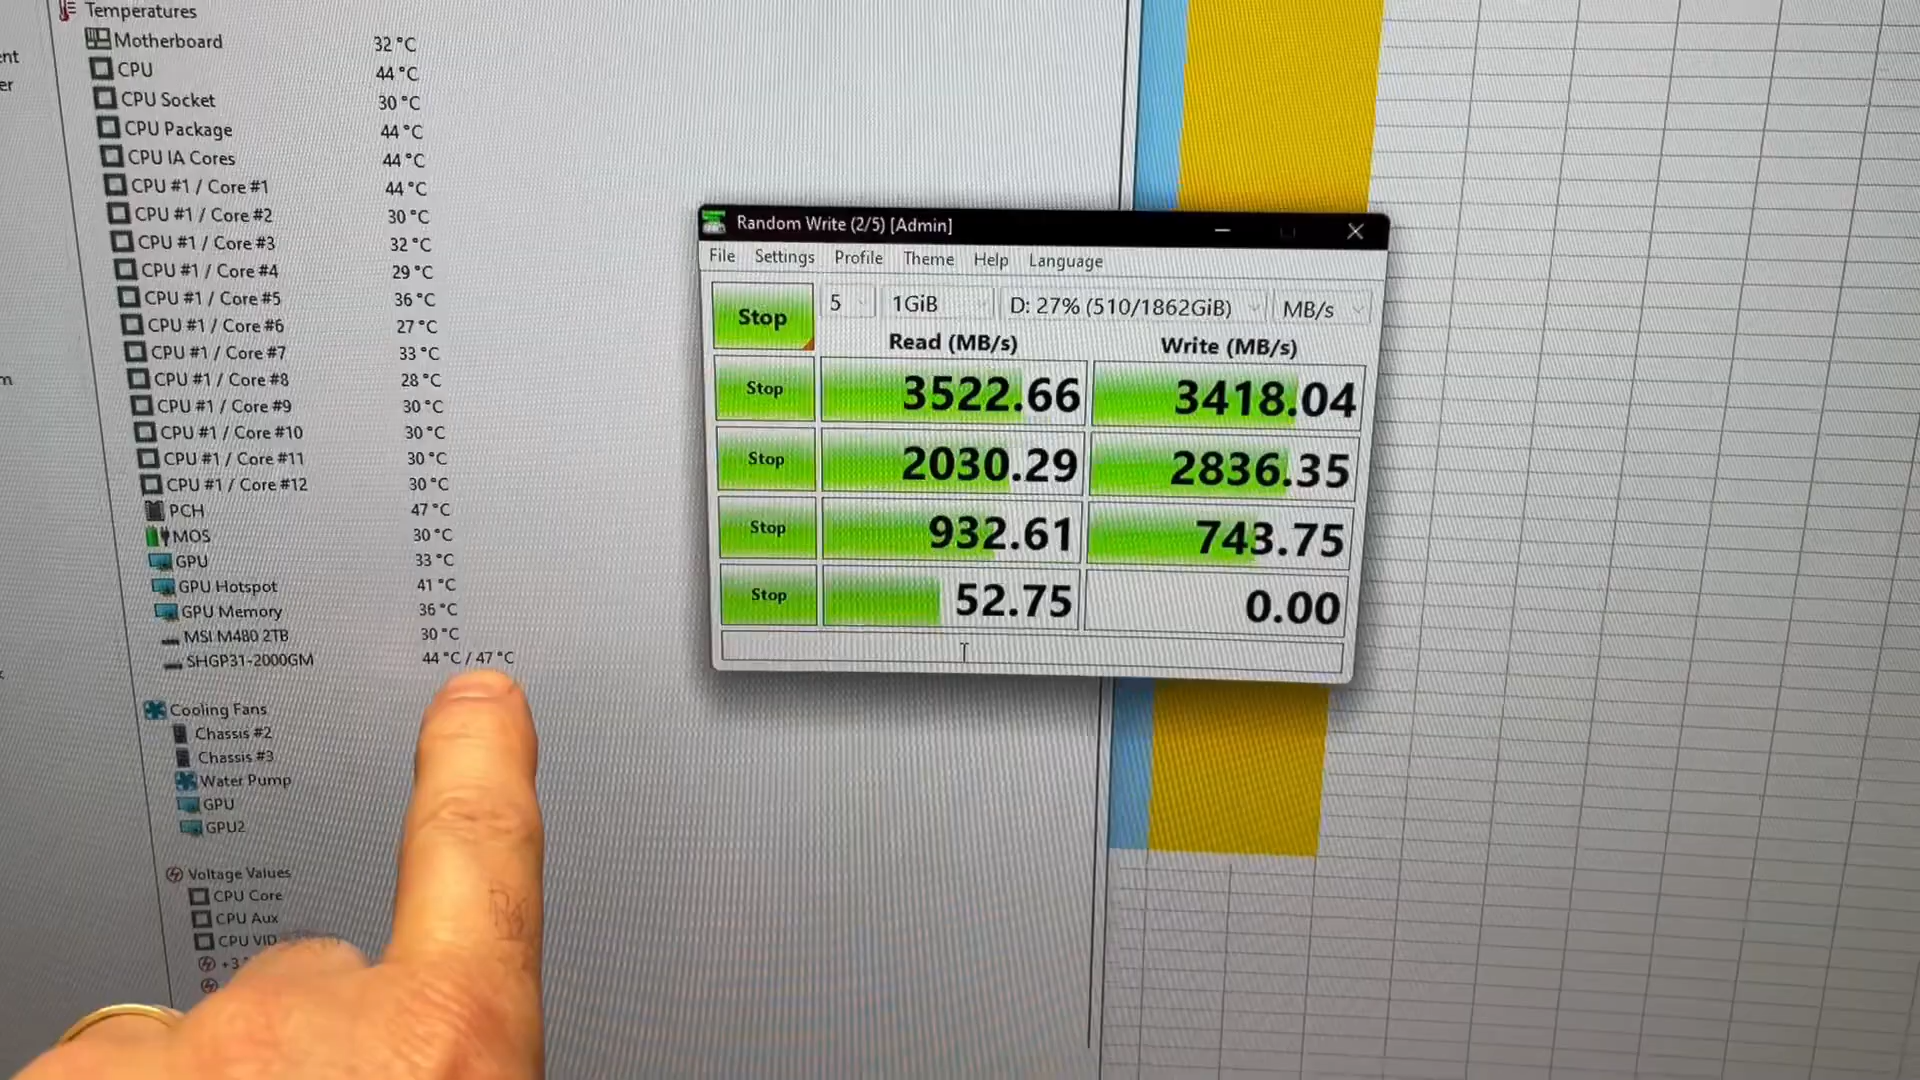 Temperatures
Motherboard 32 °C
CPU 44 °C
CPU Socket 30 °C
CPU Package 44 °C
CPU IA Cores 44 °C
CPU #1 / Core #1 44 °C
CPU #1 / Core #2 30 °C
CPU #1 / Core #3 32 °C
CPU #1 / Core #4 29 °C
CPU #1 / Core #5 36 °C
CPU #1 / Core #6 27 °C
CPU #1 / Core #7 33 °C
CPU #1 / Core #8 28 °C
CPU #1 / Core #9 30 °C
CPU #1 / Core #10 30 °C
CPU #1 / Core #11 30 °C
CPU #1 / Core #12 30 °C
PCH 47 °C
MOS 30 °C
GPU 33 °C
GPU Hotspot 41 °C
GPU Memory 36 °C
MSI M480 2TB 30 °C
SHGP31-2000GM 44 °C / 47 °C
Cooling Fans
Chassis #2
Chassis #3
Water Pump
GPU
GPU2
Voltage Values
CPU Core
CPU Aux
CPU VID
Random Write (2/5) [Admin]
File Settings Profile Theme Help Language
Stop 5 1GiB D: 27% (510/1862GiB) MB/s
Read (MB/s) Write (MB/s)
Stop 3522.66 3418.04
Stop 2030.29 2836.35
Stop 932.61 743.75
Stop 52.75 0.00